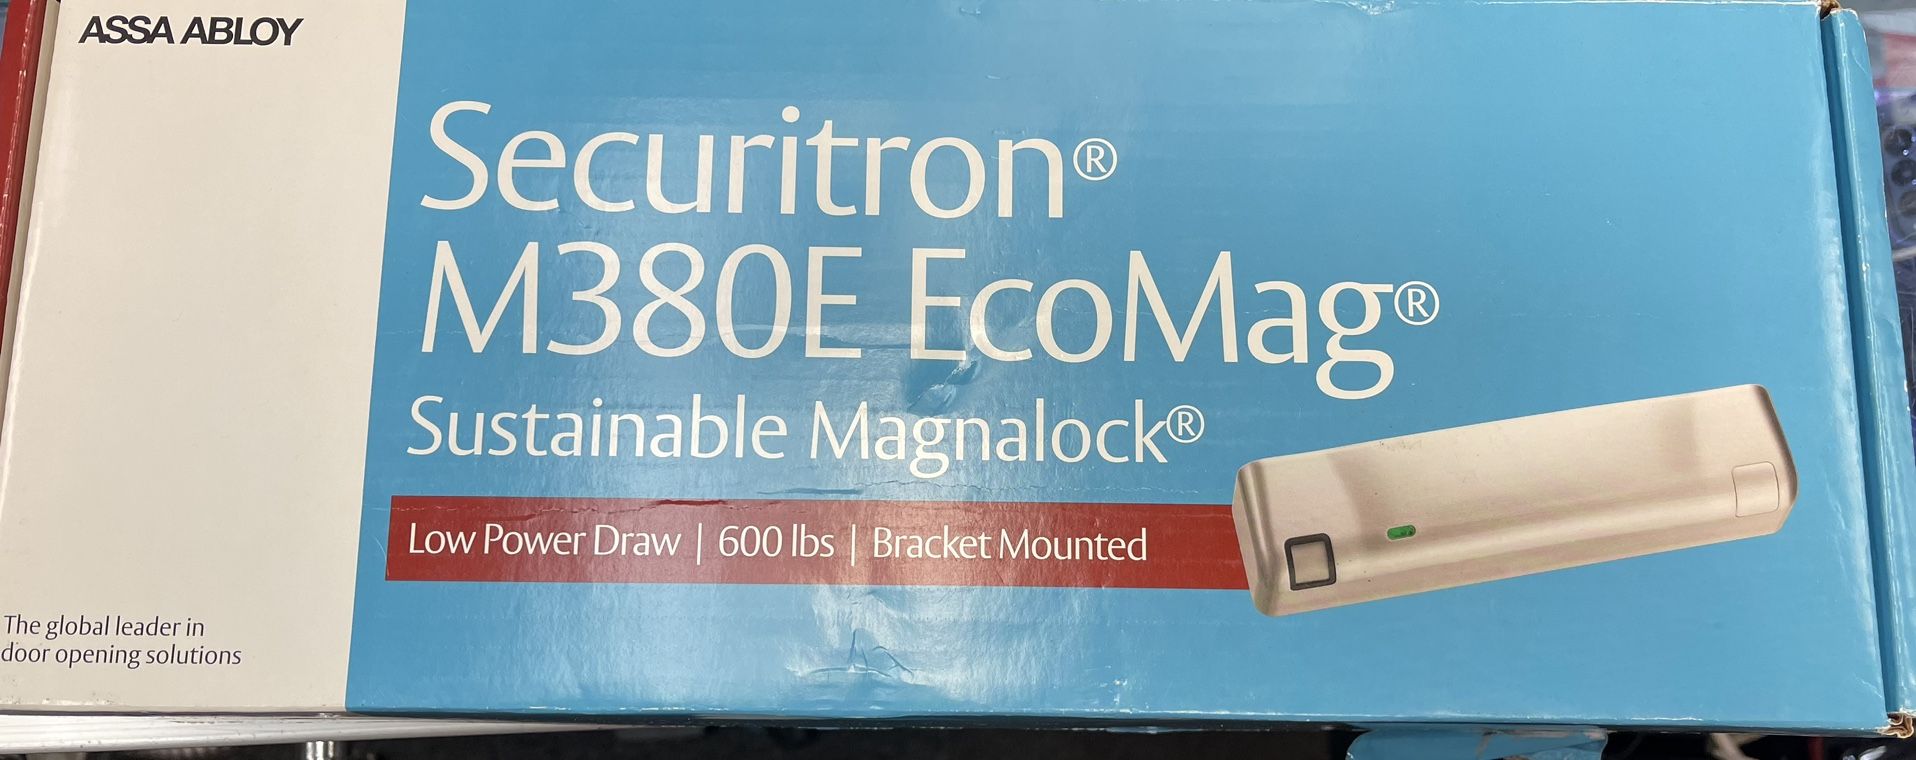 ASSA ABLOY
Securitron®
M380E EcoMag®
Sustainable Magnalock®
Low Power Draw | 600 lbs | Bracket Mounted
The global leader in
door opening solutions